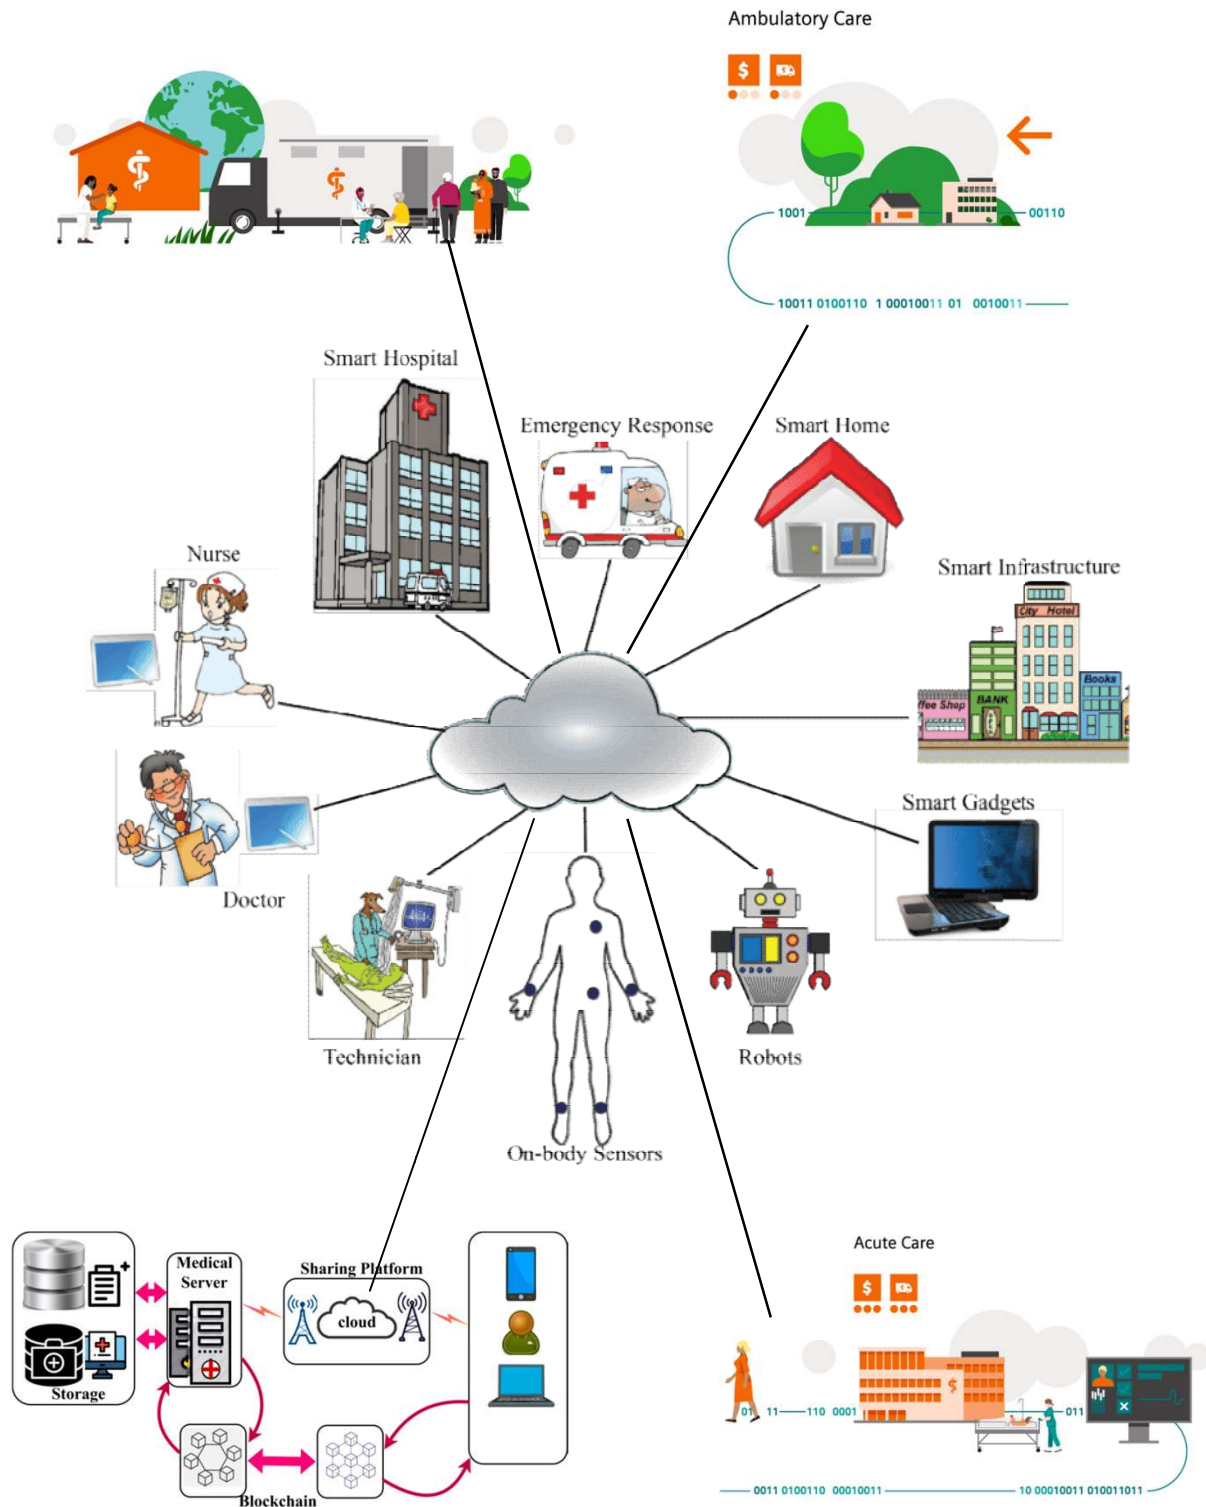 Ambulatory Care
$
1001
00110
10011 0100110 1 00010011 01 0010011
Smart Hospital
Emergency Response
Smart Home
Nurse
Smart Infrastructure
City Hotel
Books
BANK
ffee Shop
Smart Gadgets
Doctor
Technician
Robots
On-body Sensors
Acute Care
$
Medical
Server
Sharing Platform
cloud
Storage
Blockchain
$
01 11 110 0001
011
0011 0100110 00010011
10 00010011 010011011